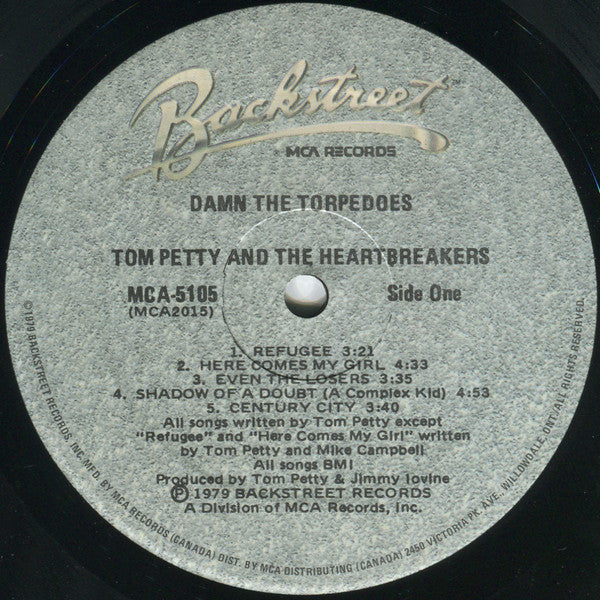 Backstreet
MCA RECORDS
DAMN THE TORPEDOES
TOM PETTY AND THE HEARTBREAKERS
MCA-5105 Side One
(MCA2015)
1. REFUGEE 3:21
2. HERE COMES MY GIRL 4:33
3. EVEN THE LOSERS 3:35
4. SHADOW OF A DOUBT (A Complex Kid) 4:53
5. CENTURY CITY 3:40
All songs written by Tom Petty except
"Refugee" and "Here Comes My Girl" written
by Tom Petty and Mike Campbell
All songs BMI
Produced by Tom Petty & Jimmy Iovine
Ⓟ 1979 BACKSTREET RECORDS
A Division of MCA Records, Inc.
©1979 BACKSTREET RECORDS, INC. MFD. BY MCA RECORDS (CANADA) DIST. BY MCA DISTRIBUTING (CANADA) 2450 VICTORIA PK. AVE. WILLOWDALE, ONT. ALL RIGHTS RESERVED.